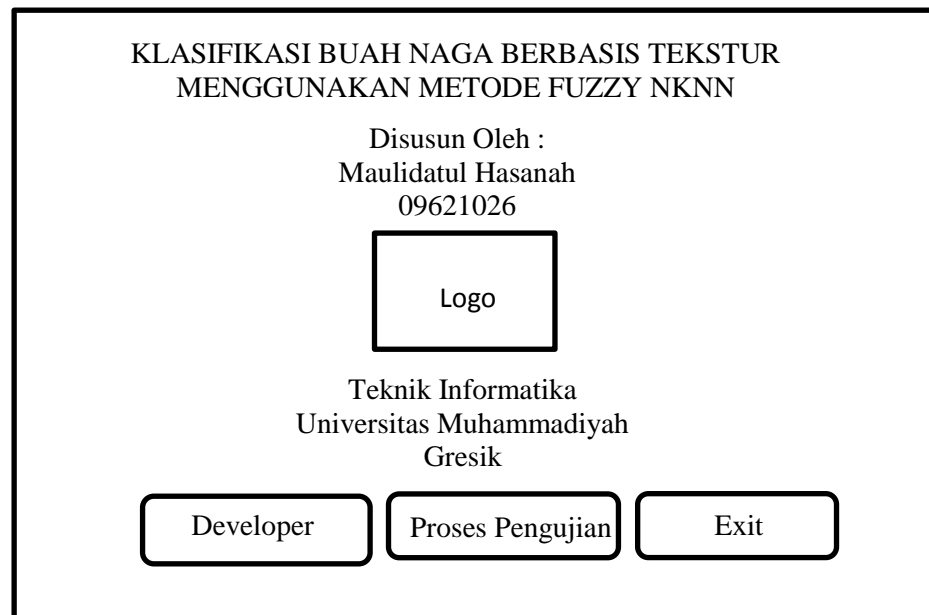 KLASIFIKASI BUAH NAGA BERBASIS TEKSTUR
MENGGUNAKAN METODE FUZZY NKNN
Disusun Oleh :
Maulidatul Hasanah
09621026
Logo
Teknik Informatika
Universitas Muhammadiyah
Gresik
Developer
Proses Pengujian
Exit